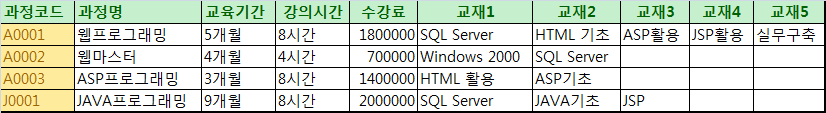 과정코드 과정명 교육기간 강의시간 수강료 교재1 교재2 교재3 교재4 교재5
A0001 웹프로그래밍 5개월 8시간 1800000 SQL Server HTML 기초 ASP활용 JSP활용 실무구축
A0002 웹마스터 4개월 4시간 700000 Windows 2000 SQL Server
A0003 ASP프로그래밍 3개월 8시간 1400000 HTML 활용 ASP기초
J0001 JAVA프로그래밍 9개월 8시간 2000000 SQL Server JAVA기초 JSP